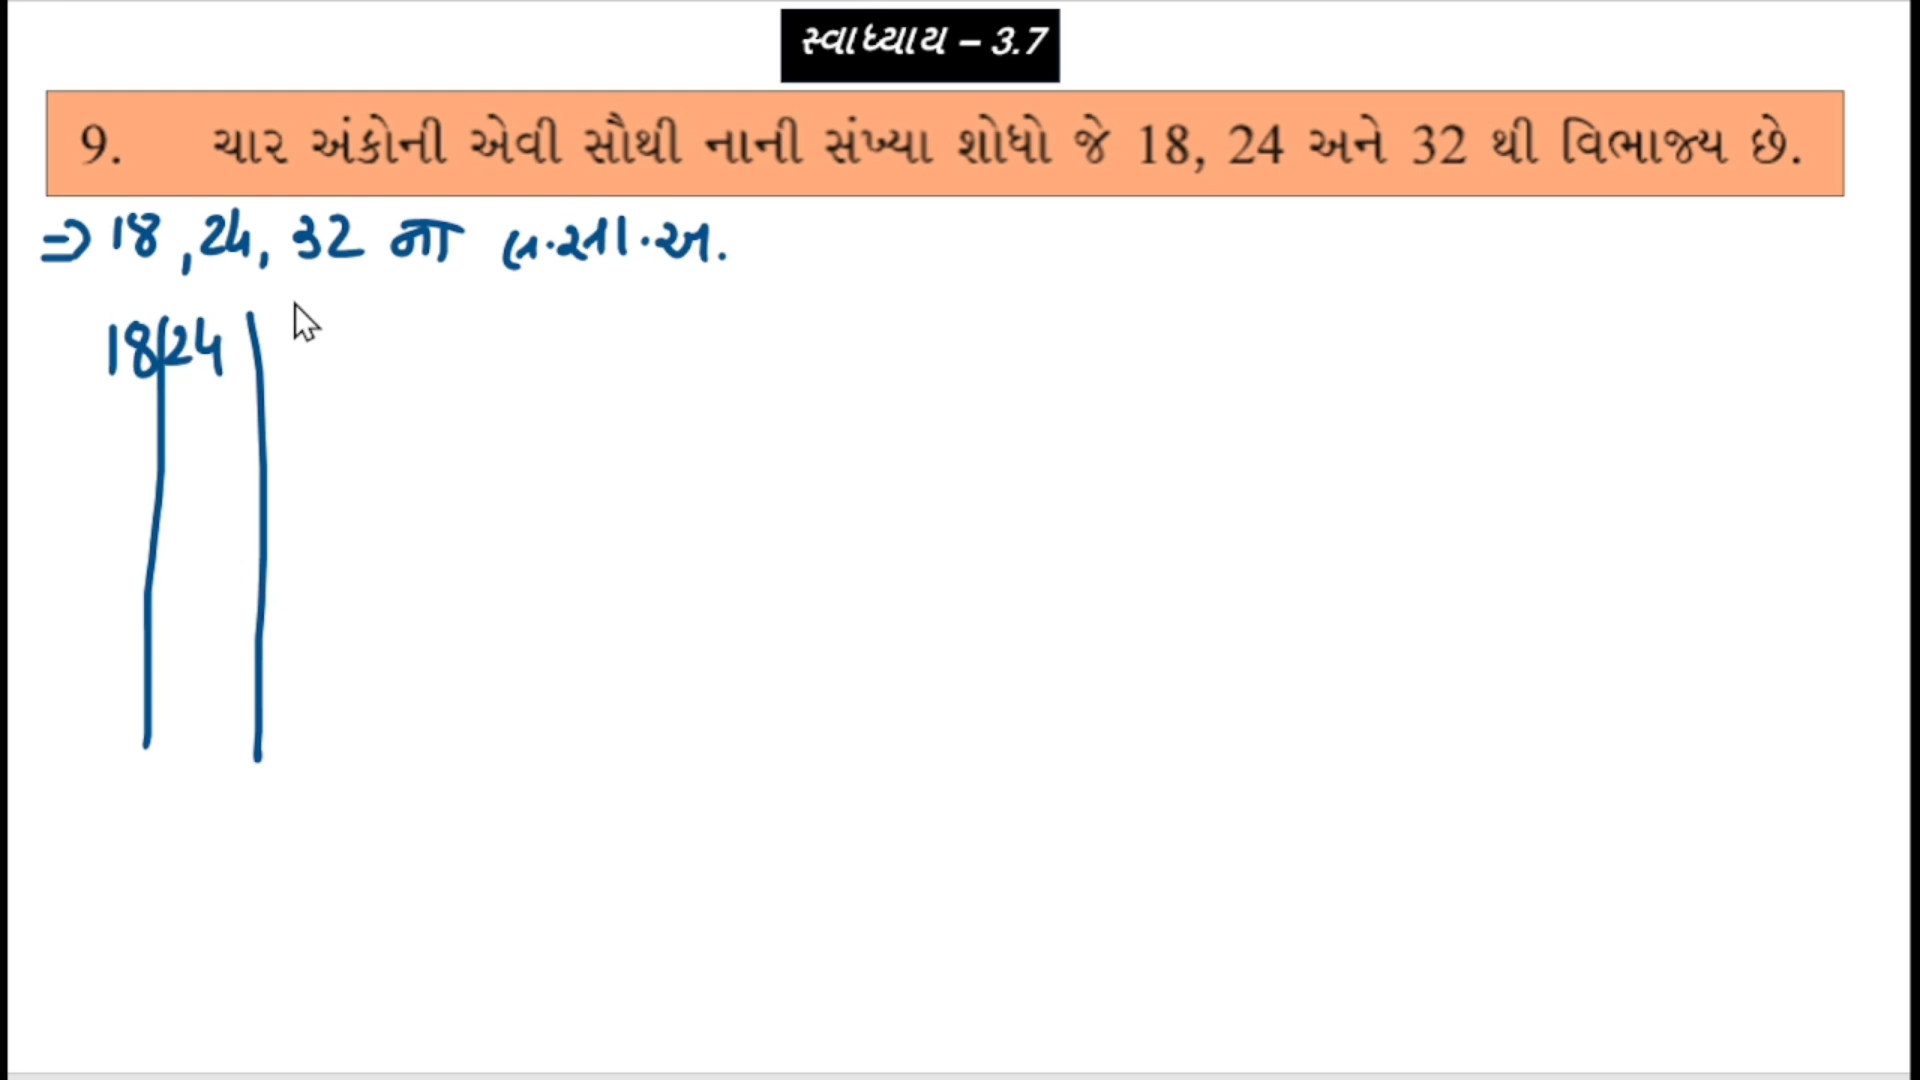 સ્વાધ્યાય – 3.7
9. ચાર અંકોની એવી સૌથી નાની સંખ્યા શોધો જે 18, 24 અને 32 થી વિભાજ્ય છે.
⇒ 18, 24, 32 ના લ.સા.અ.
18 24